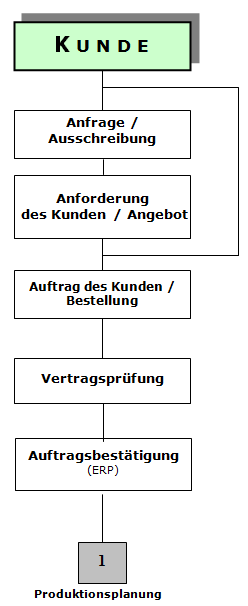 KUNDE
Anfrage /
Ausschreibung
Anforderung
des Kunden / Angebot
Auftrag des Kunden /
Bestellung
Vertragsprüfung
Auftragsbestätigung
(ERP)
1
Produktionsplanung